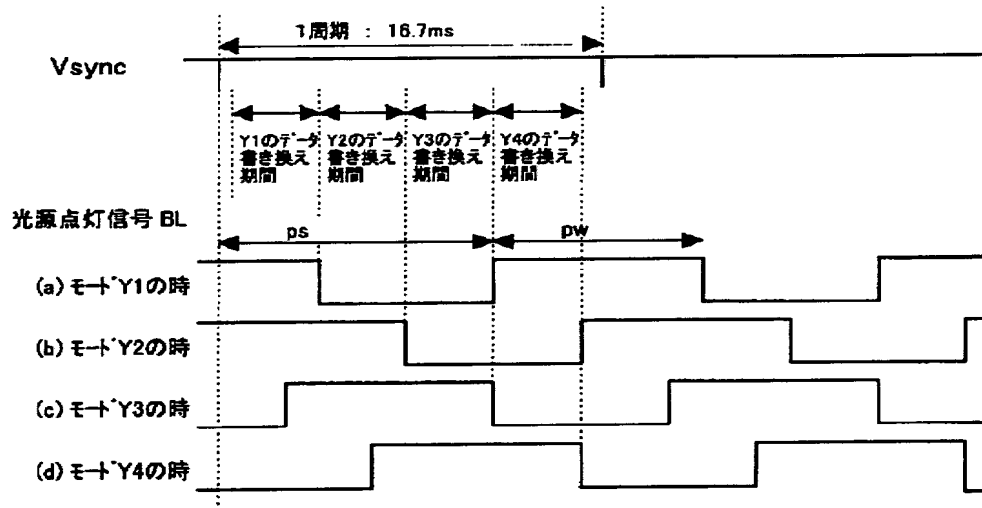 1周期 : 16.7ms
Vsync
Y1のデータ書き換え期間
Y2のデータ書き換え期間
Y3のデータ書き換え期間
Y4のデータ書き換え期間
光源点灯信号 BL
ps
pw
(a) モードY1の時
(b) モードY2の時
(c) モードY3の時
(d) モードY4の時